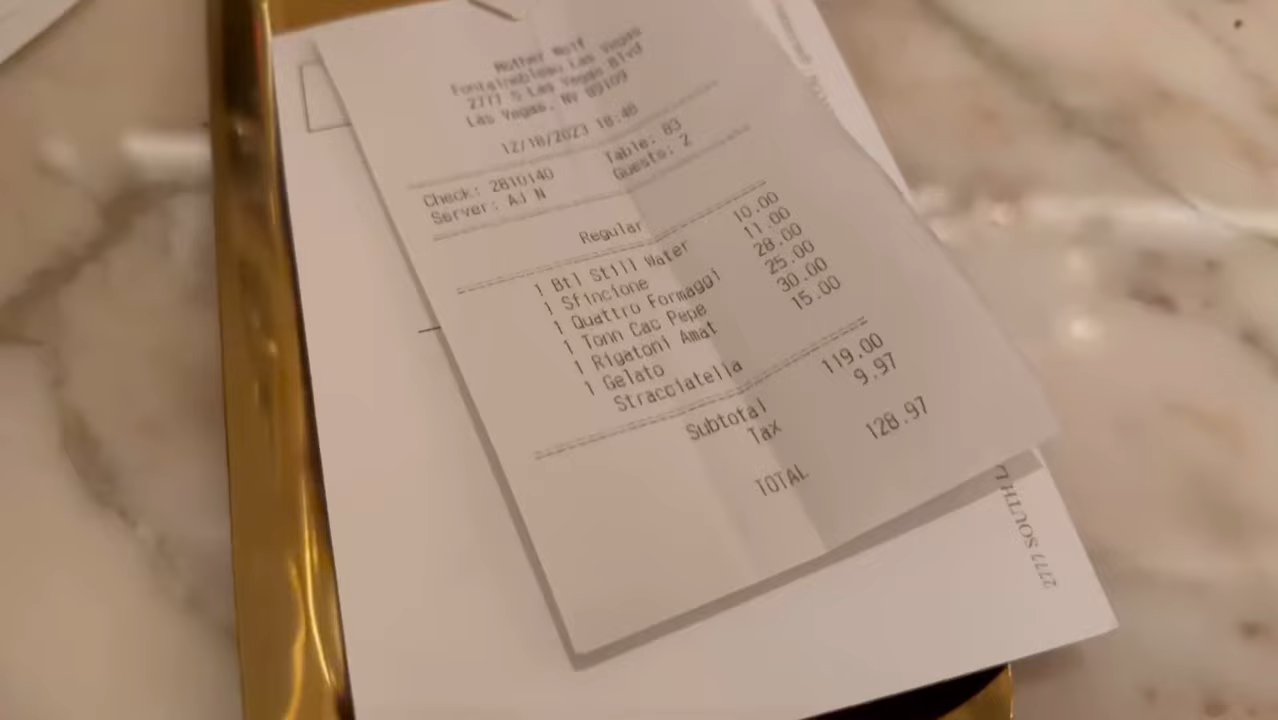 Mother Wolf
Fontainebleau Las Vegas
2777 S Las Vegas Blvd
Las Vegas, NV 89109
12/18/2023 18:48
Check: 2810140 Table: 83
Server: AJ N Guests: 2
Regular
1 Btl Still Water 10.00
1 Sfincione 11.00
1 Quattro Formaggi 28.00
1 Tonn Cac Pepe 25.00
1 Rigatoni Amat 30.00
1 Gelato 15.00
Stracciatella
Subtotal 119.00
Tax 9.97
TOTAL 128.97
2777 SOUTH L